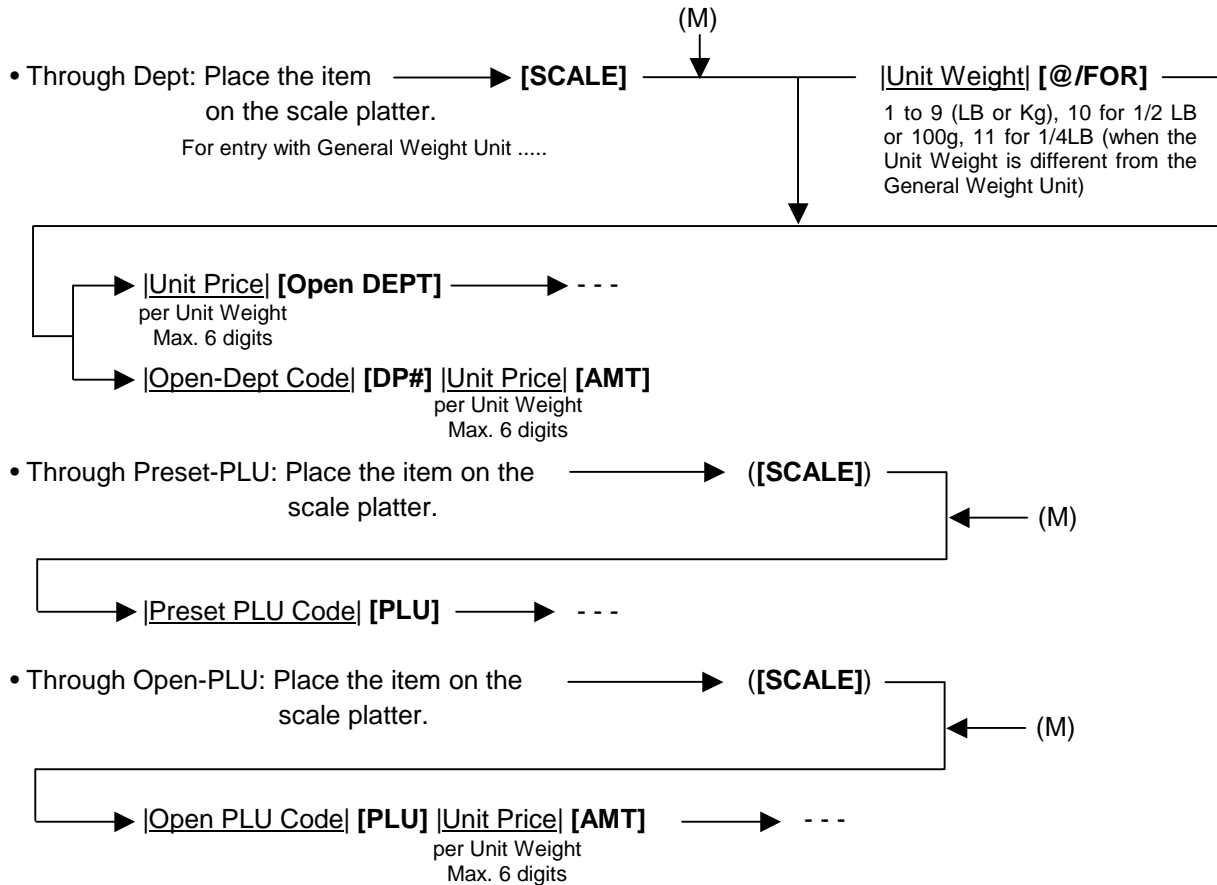 (M)
• Through Dept: Place the item [SCALE] |Unit Weight| [@/FOR]
on the scale platter.
For entry with General Weight Unit .....
1 to 9 (LB or Kg), 10 for 1/2 LB
or 100g, 11 for 1/4LB (when the
Unit Weight is different from the
General Weight Unit)
|Unit Price| [Open DEPT] - - -
per Unit Weight
Max. 6 digits
|Open-Dept Code| [DP#] |Unit Price| [AMT]
per Unit Weight
Max. 6 digits
• Through Preset-PLU: Place the item on the ([SCALE])
scale platter.
(M)
|Preset PLU Code| [PLU] - - -
• Through Open-PLU: Place the item on the ([SCALE])
scale platter.
(M)
|Open PLU Code| [PLU] |Unit Price| [AMT] - - -
per Unit Weight
Max. 6 digits